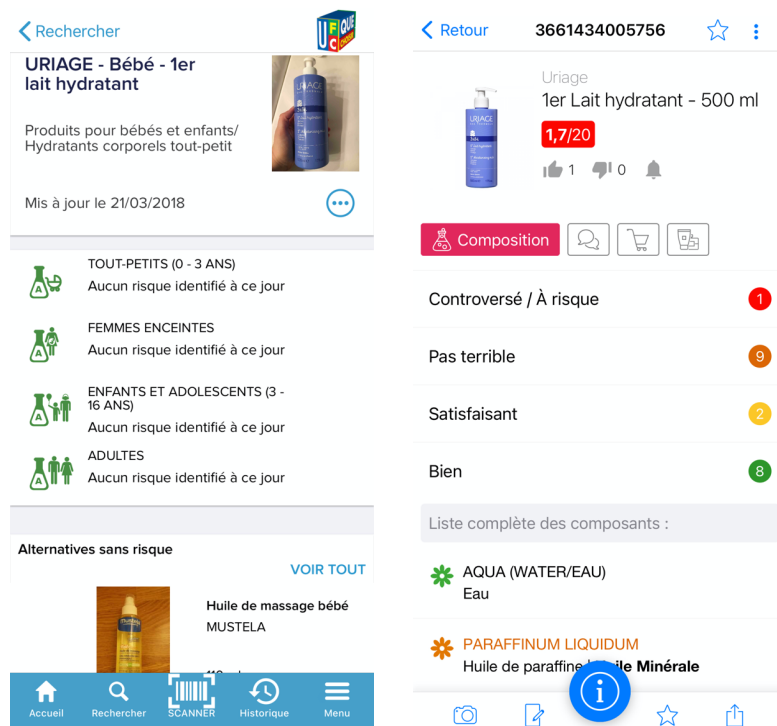 Rechercher
UFC QUE CHOISIR
URIAGE - Bébé - 1er
lait hydratant
URIAGE
Produits pour bébés et enfants/
Hydratants corporels tout-petit
Mis à jour le 21/03/2018
TOUT-PETITS (0 - 3 ANS)
Aucun risque identifié à ce jour
A
FEMMES ENCEINTES
Aucun risque identifié à ce jour
A
ENFANTS ET ADOLESCENTS (3 -
16 ANS)
Aucun risque identifié à ce jour
A
ADULTES
Aucun risque identifié à ce jour
A
Alternatives sans risque
VOIR TOUT
Huile de massage bébé
MUSTELA
Accueil
Rechercher
SCANNER
Historique
Menu
Retour
3661434005756
Uriage
1er Lait hydratant - 500 ml
URIAGE
1,7/20
1
0
Composition
Controversé / À risque
1
Pas terrible
9
Satisfaisant
2
Bien
8
Liste complète des composants :
AQUA (WATER/EAU)
Eau
PARAFFINUM LIQUIDUM
Huile de paraffine Minérale
i